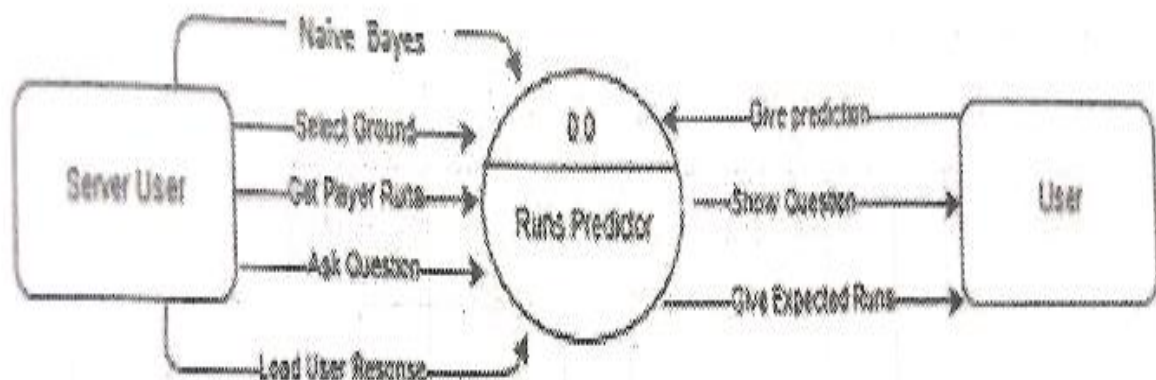 Naive Bayes
Select Ground
Server User
Get Player Runs
Ask Question
Load User Resonse
0.0
Runs Predictor
Give prediction
Show Question
Give Expected Runs
User